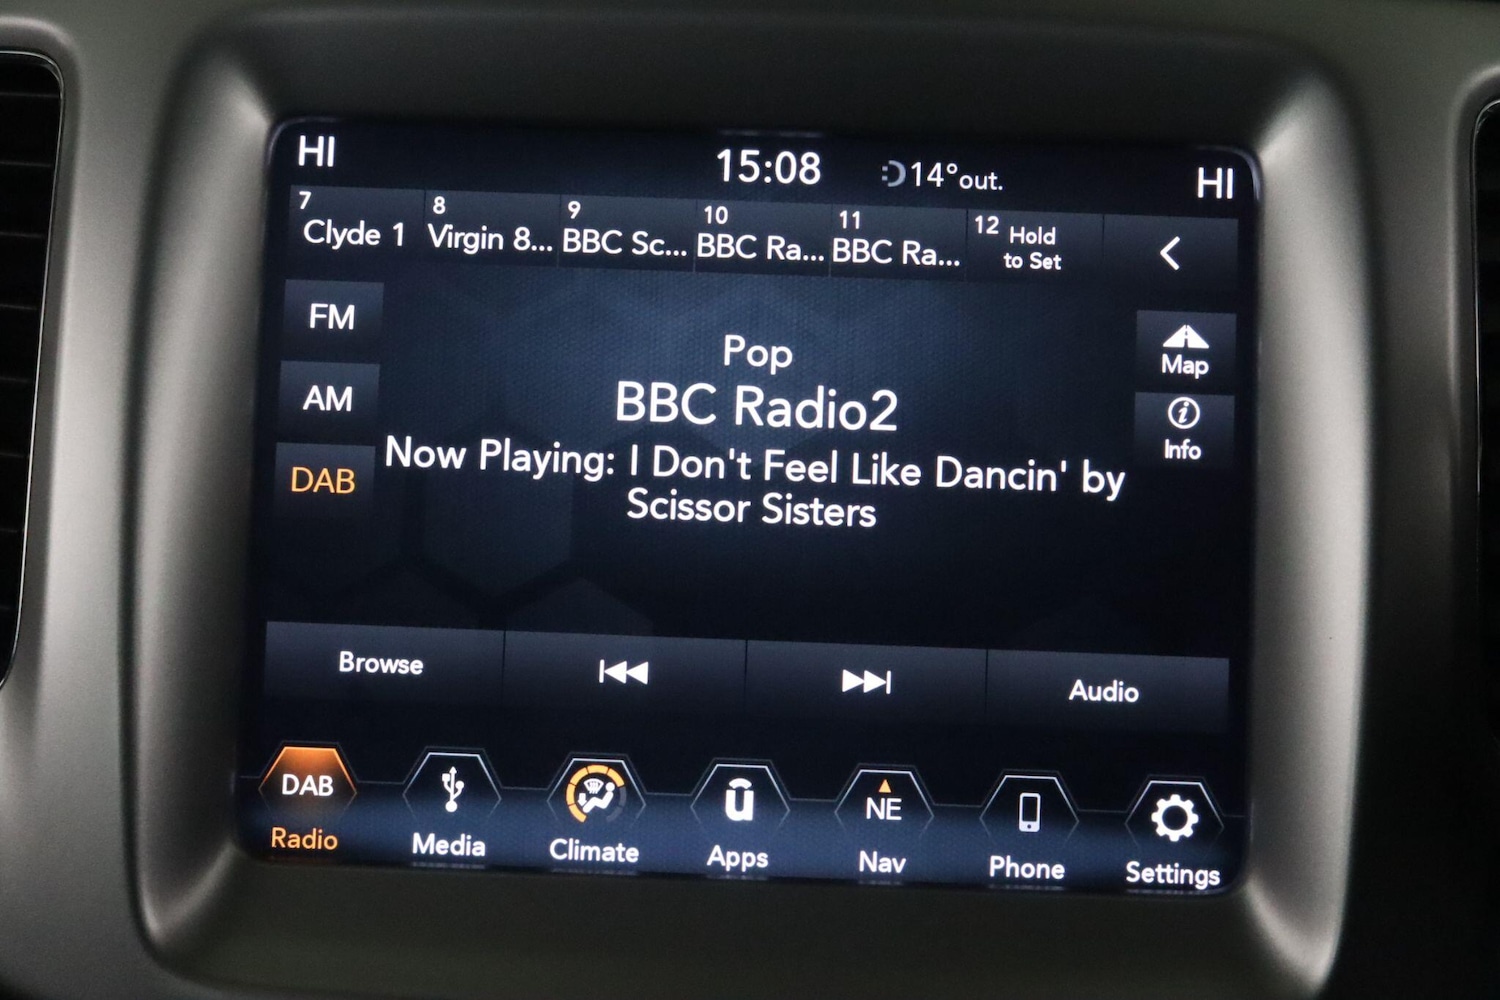 HI
15:08
14°out.
HI
7
Clyde 1
8
Virgin 8...
9
BBC Sc...
10
BBC Ra...
11
BBC Ra...
12
Hold
to Set
FM
AM
DAB
Pop
BBC Radio2
Now Playing: I Don't Feel Like Dancin' by
Scissor Sisters
Map
Info
Browse
Audio
DAB
Radio
Media
Climate
ū
Apps
NE
Nav
Phone
Settings